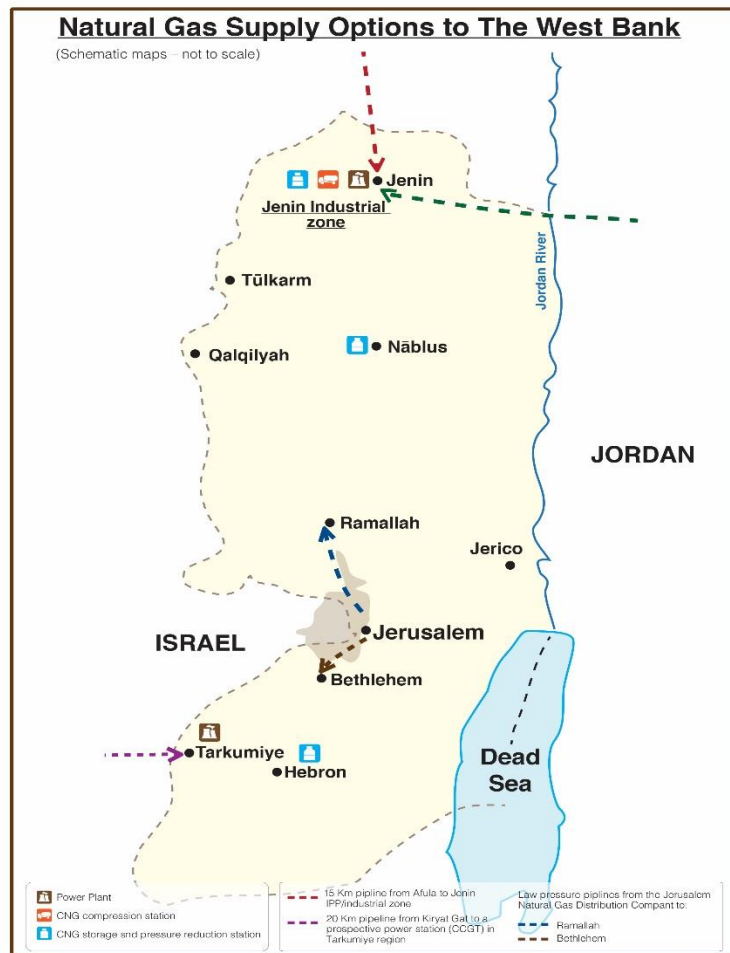 Natural Gas Supply Options to The West Bank
(Schematic maps – not to scale)
Jenin
Jenin Industrial
zone
Jordan River
Tūlkarm
Qalqilyah
Nāblus
JORDAN
Ramallah
Jerico
ISRAEL
Jerusalem
Bethlehem
Tarkumiye
Hebron
Dead
Sea
Power Plant
CNG compression station
CNG storage snd pressure reduction station
15 Km pipline from Afula to Jenin
IPP/industrial zone
20 Km pipeline from Kiryat Gat to a
prospective power station (CCGT) in
Tarkumiye region
Law pressure piplines from the Jerusalem
Natural Gas Distribution Compant to:
Ramallah
Bethlehem